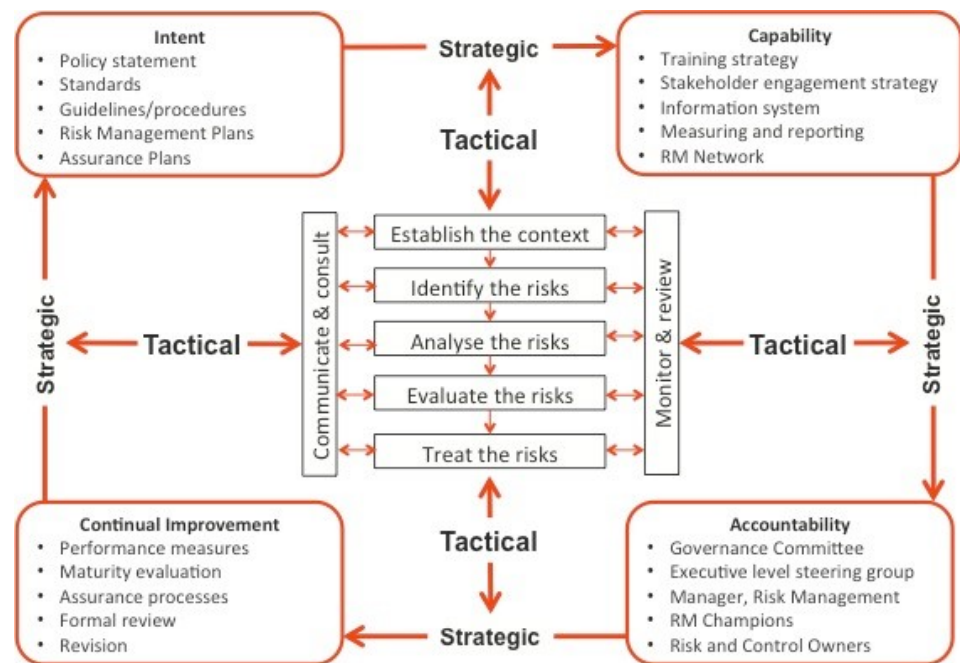 Intent
• Policy statement
• Standards
• Guidelines/procedures
• Risk Management Plans
• Assurance Plans
Strategic
Capability
• Training strategy
• Stakeholder engagement strategy
• Information system
• Measuring and reporting
• RM Network
Tactical
Communicate & consult
Establish the context
Identify the risks
Analyse the risks
Evaluate the risks
Treat the risks
Monitor & review
Strategic
Tactical
Tactical
Strategic
Tactical
Continual Improvement
• Performance measures
• Maturity evaluation
• Assurance processes
• Formal review
• Revision
Strategic
Accountability
• Governance Committee
• Executive level steering group
• Manager, Risk Management
• RM Champions
• Risk and Control Owners